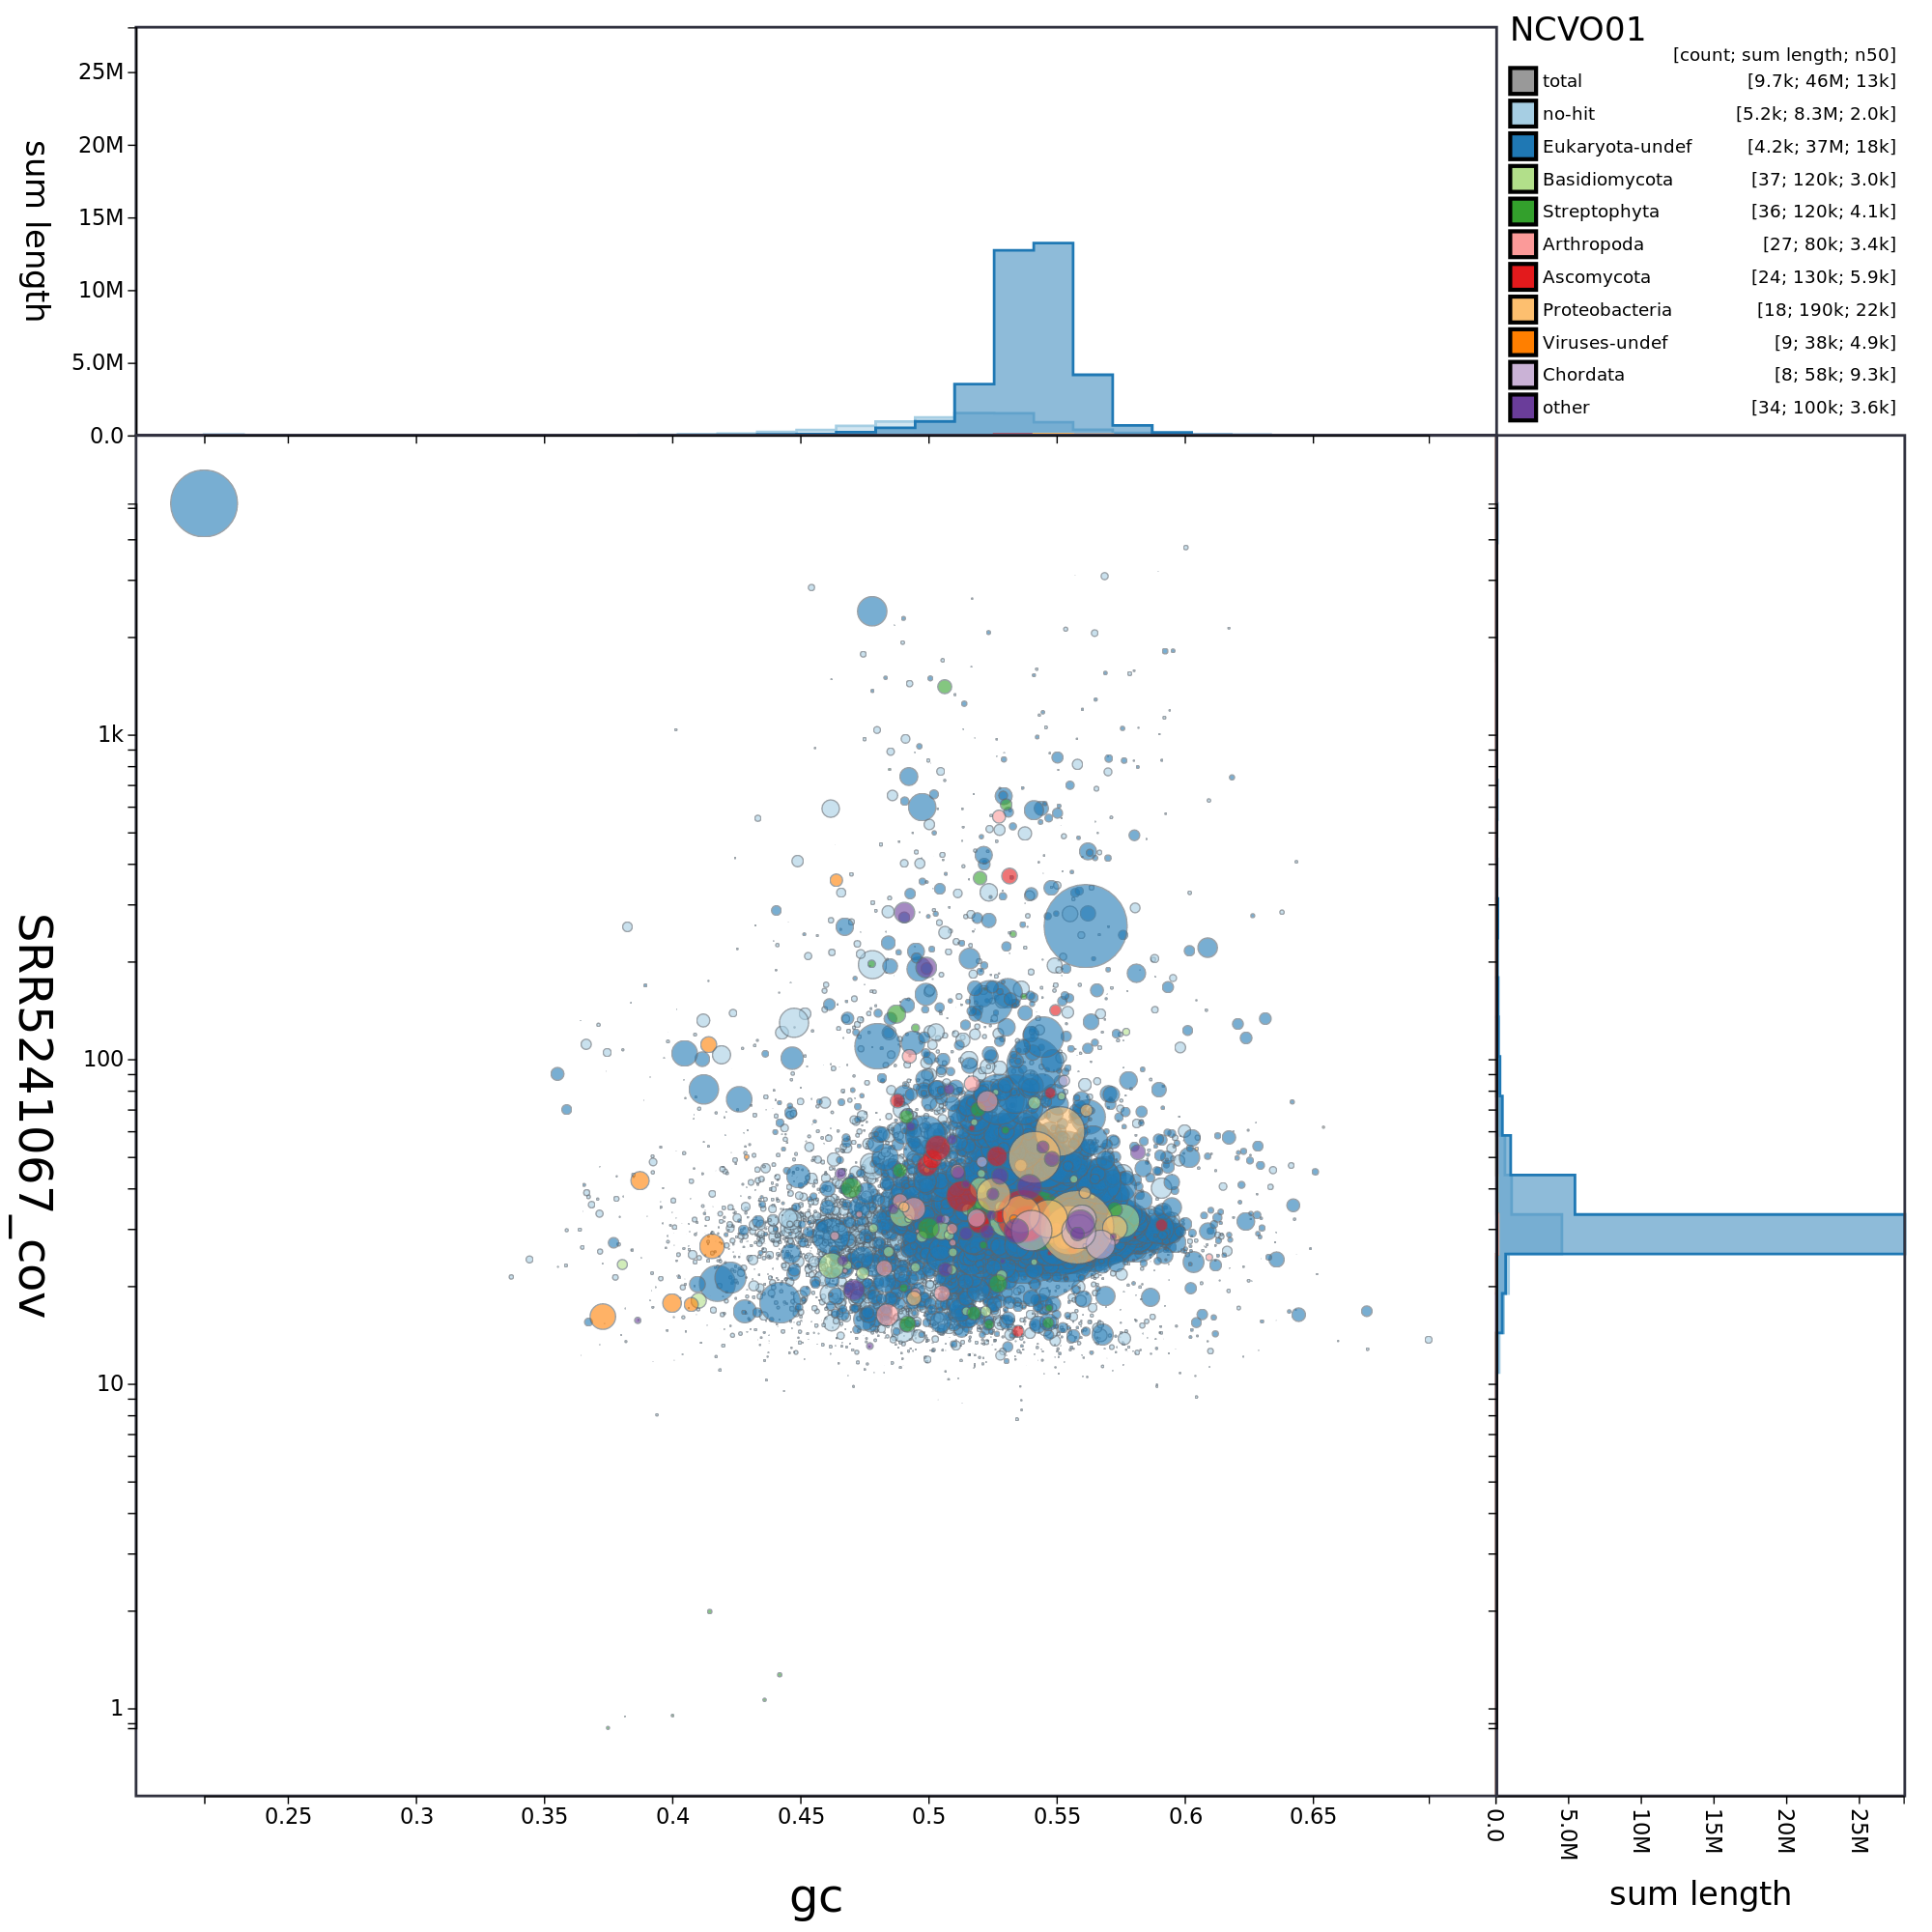 NCVO01
[count; sum length; n50]
total [9.7k; 46M; 13k]
no-hit [5.2k; 8.3M; 2.0k]
Eukaryota-undef [4.2k; 37M; 18k]
Basidiomycota [37; 120k; 3.0k]
Streptophyta [36; 120k; 4.1k]
Arthropoda [27; 80k; 3.4k]
Ascomycota [24; 130k; 5.9k]
Proteobacteria [18; 190k; 22k]
Viruses-undef [9; 38k; 4.9k]
Chordata [8; 58k; 9.3k]
other [34; 100k; 3.6k]
sum length
25M
20M
15M
10M
5.0M
0.0
SRR5241067_cov
1k
100
10
1
0.25 0.3 0.35 0.4 0.45 0.5 0.55 0.6 0.65
gc
0.0 5.0M 10M 15M 20M 25M
sum length